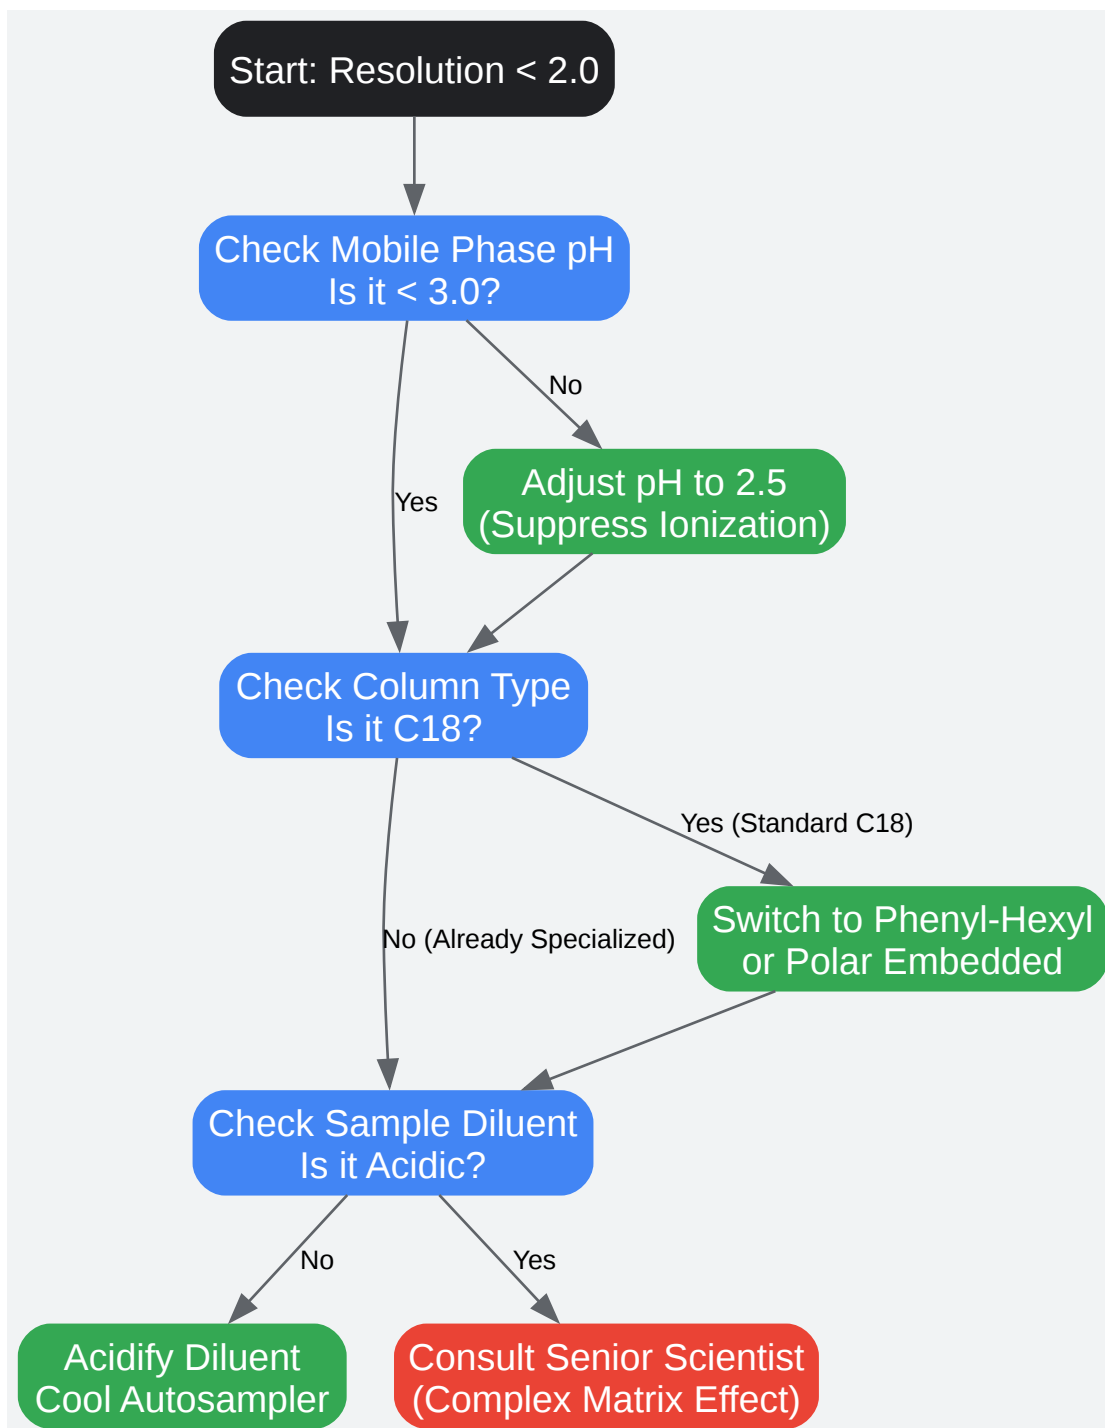 Start: Resolution < 2.0
Check Mobile Phase pH
Is it < 3.0?
No
Adjust pH to 2.5
(Suppress Ionization)
Yes
Check Column Type
Is it C18?
Yes (Standard C18)
Switch to Phenyl-Hexyl
or Polar Embedded
No (Already Specialized)
Check Sample Diluent
Is it Acidic?
No
Yes
Acidify Diluent
Cool Autosampler
Consult Senior Scientist
(Complex Matrix Effect)